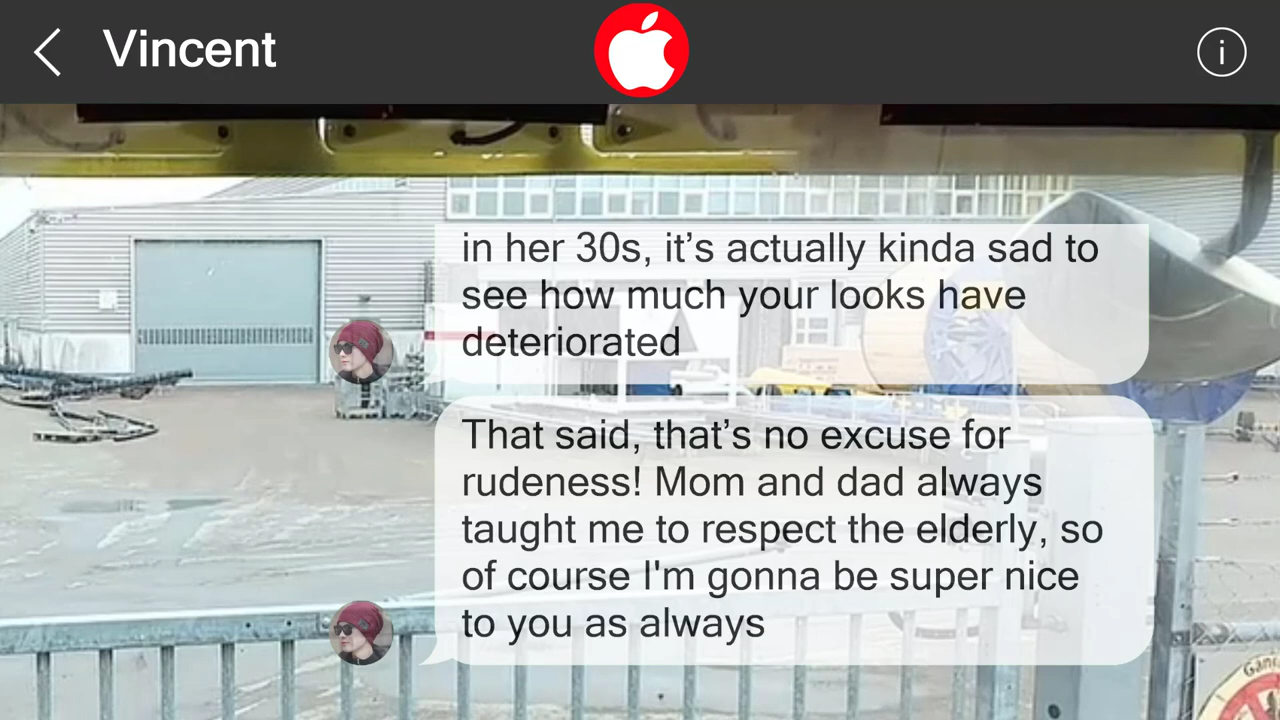 Vincent
i
in her 30s, it’s actually kinda sad to
see how much your looks have
deteriorated
That said, that’s no excuse for
rudeness! Mom and dad always
taught me to respect the elderly, so
of course I'm gonna be super nice
to you as always